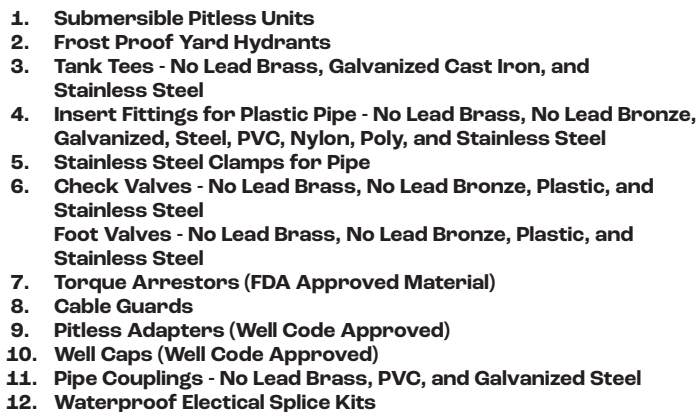 1. Submersible Pitless Units
2. Frost Proof Yard Hydrants
3. Tank Tees - No Lead Brass, Galvanized Cast Iron, and
Stainless Steel
4. Insert Fittings for Plastic Pipe - No Lead Brass, No Lead Bronze,
Galvanized, Steel, PVC, Nylon, Poly, and Stainless Steel
5. Stainless Steel Clamps for Pipe
6. Check Valves - No Lead Brass, No Lead Bronze, Plastic, and
Stainless Steel
Foot Valves - No Lead Brass, No Lead Bronze, Plastic, and
Stainless Steel
7. Torque Arrestors (FDA Approved Material)
8. Cable Guards
9. Pitless Adapters (Well Code Approved)
10. Well Caps (Well Code Approved)
11. Pipe Couplings - No Lead Brass, PVC, and Galvanized Steel
12. Waterproof Electical Splice Kits